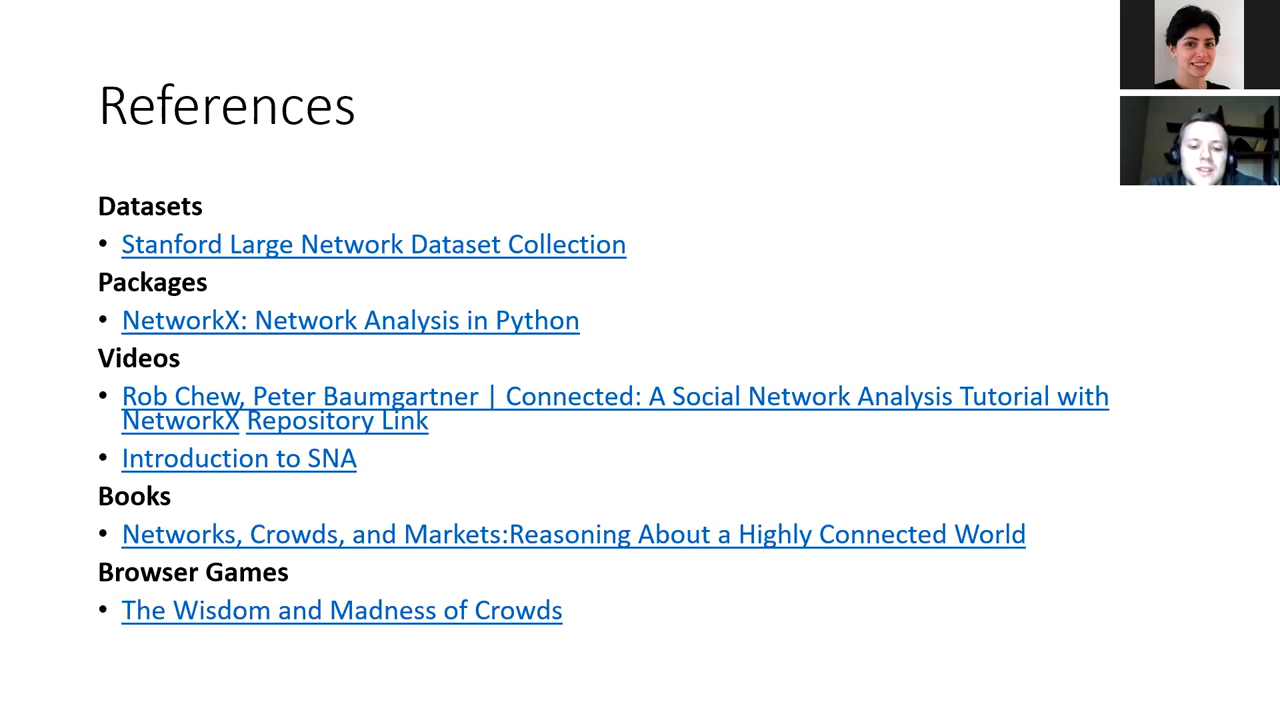 References
Datasets
• Stanford Large Network Dataset Collection
Packages
• NetworkX: Network Analysis in Python
Videos
• Rob Chew, Peter Baumgartner | Connected: A Social Network Analysis Tutorial with
NetworkX Repository Link
• Introduction to SNA
Books
• Networks, Crowds, and Markets:Reasoning About a Highly Connected World
Browser Games
• The Wisdom and Madness of Crowds